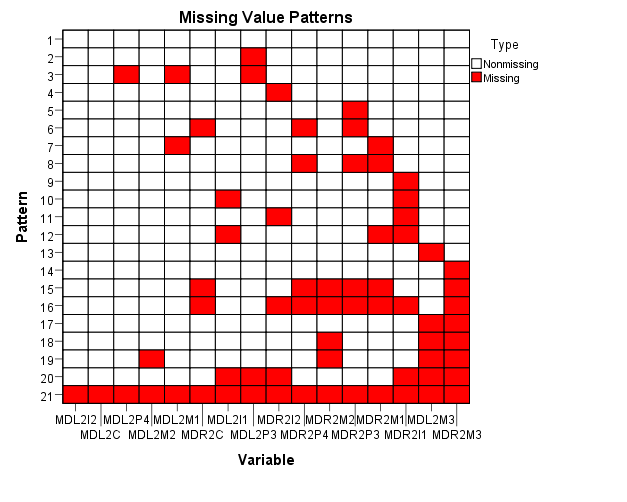 Missing Value Patterns
Type
Nonmissing
Missing
Pattern
1
2
3
4
5
6
7
8
9
10
11
12
13
14
15
16
17
18
19
20
21
MDL2I2 MDL2P4 MDL2M1 MDL2I1 MDR2I2 MDR2M2 MDR2M1 MDL2M3
MDL2C MDL2M2 MDR2C MDL2P3 MDR2P4 MDR2P3 MDR2I1 MDR2M3
Variable